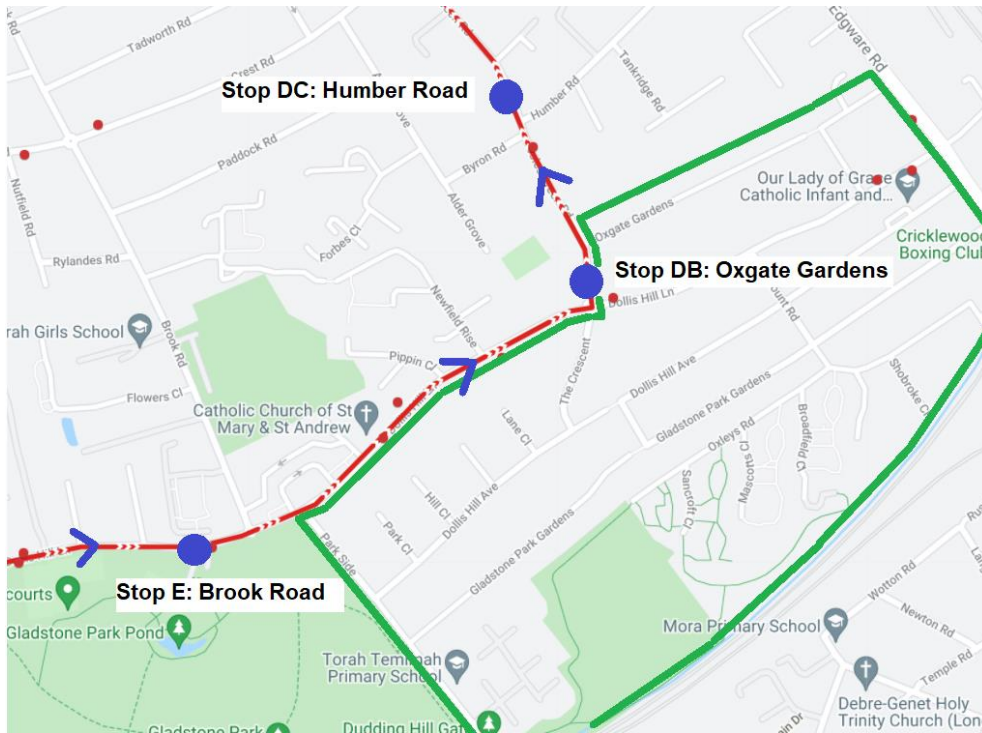 Edgware Rd
Tadworth Rd
Crest Rd
Tankridge Rd
Stop DC: Humber Road
Humber Rd
Paddock Rd
Byron Rd
Our Lady of Grace
Catholic Infant and...
Nutfield Rd
Alder Grove
Oxgate Gardens
Forbes Cl
Cricklewood
Boxing Club
Rylandes Rd
Stop DB: Oxgate Gardens
Dollis Hill Ln
Newfield Rise
rah Girls School
Brook Rd
Pippin Cl
The Crescent
Dollis Hill Ave
Shobroke Cl
Flowers Cl
Gladstone Park Gardens
Catholic Church of St
Mary & St Andrew
Lane Cl
Oxleys Rd
Broadfield Cl
Mascotts Cl
Hill Cl
Dollis Hill Ave
Sancroft Cl
Park Cl
Gladstone Park Gardens
Park Side
Stop E: Brook Road
courts
Wotton Rd
Newton Rd
Mora Primary School
Gladstone Park Pond
Temple Rd
Torah Temimah
Primary School
Debre-Genet Holy
Trinity Church (Lon
Dudding Hill Gat
Gladstone Park